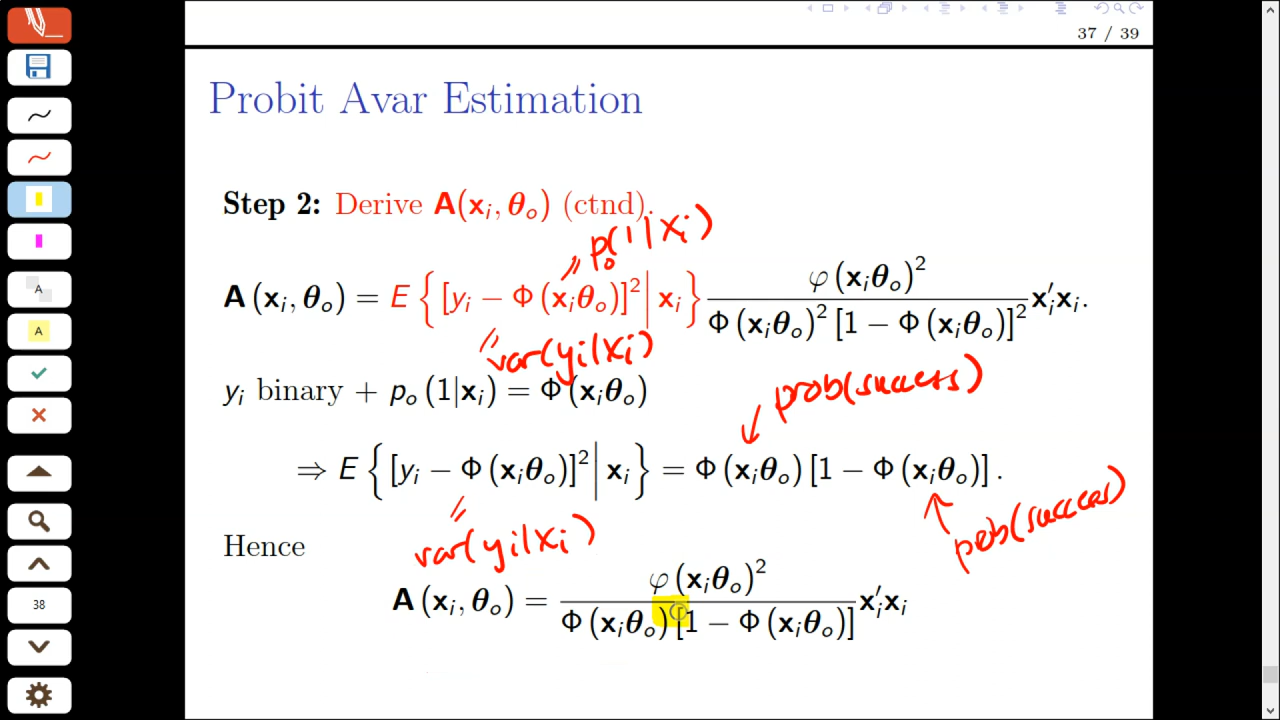 37 / 39
Probit Avar Estimation
Step 2: Derive A(xᵢ, θₒ) (ctnd).
p₀(1|xᵢ)
A (xᵢ, θₒ) = E { [yᵢ − Φ (xᵢθₒ)]² | xᵢ } φ (xᵢθₒ)² / Φ (xᵢθₒ)² [1 − Φ (xᵢθₒ)]² x′ᵢxᵢ.
var(yi|xi)
prob(success)
yᵢ binary + pₒ (1|xᵢ) = Φ (xᵢθₒ)
⇒ E { [yᵢ − Φ (xᵢθₒ)]² | xᵢ } = Φ (xᵢθₒ) [1 − Φ (xᵢθₒ)] .
var(yi|xi)
prob(success)
Hence
A (xᵢ, θₒ) = φ (xᵢθₒ)² / Φ (xᵢθₒ) [1 − Φ (xᵢθₒ)] x′ᵢxᵢ
A
A
38